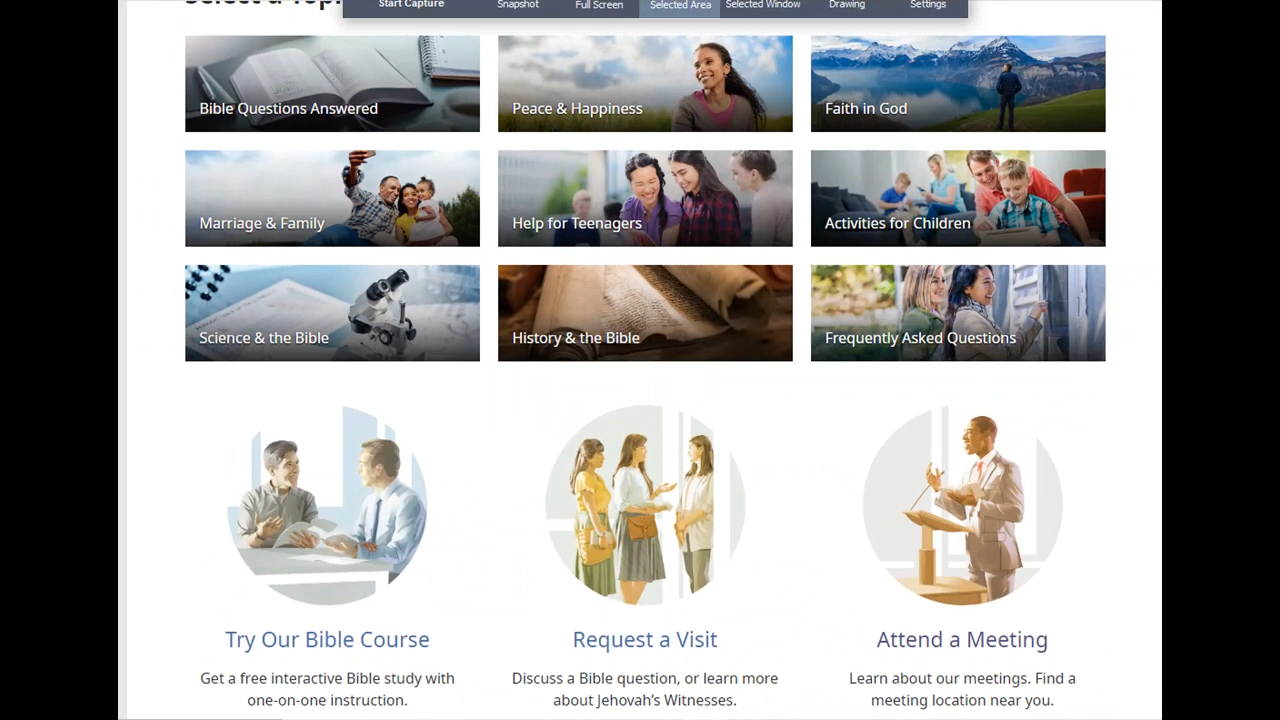 Select a Topic
Start Capture Snapshot Full Screen Selected Area Selected Window Drawing Settings
Bible Questions Answered
Peace & Happiness
Faith in God
Marriage & Family
Help for Teenagers
Activities for Children
Science & the Bible
History & the Bible
Frequently Asked Questions
Try Our Bible Course
Get a free interactive Bible study with
one-on-one instruction.
Request a Visit
Discuss a Bible question, or learn more
about Jehovah’s Witnesses.
Attend a Meeting
Learn about our meetings. Find a
meeting location near you.